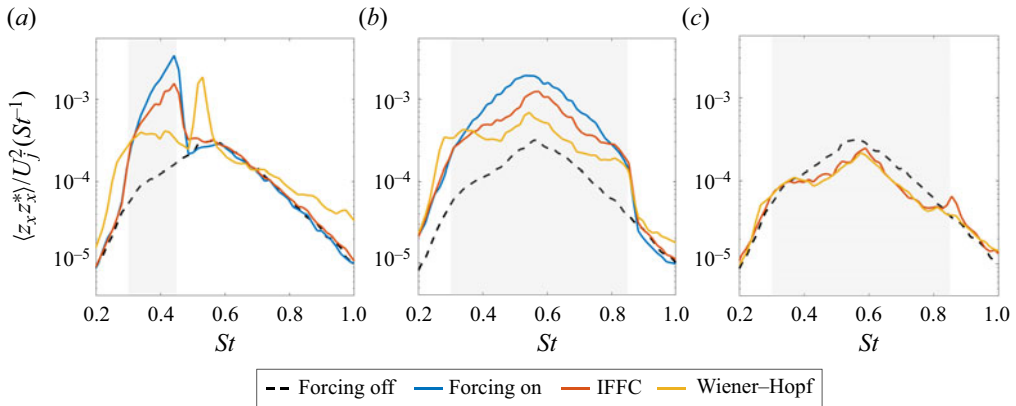 (a) (b) (c)
⟨z_x z_x^*⟩/U_j^2 (St^{-1})
10^{-3} 10^{-3} 10^{-3}
10^{-4} 10^{-4} 10^{-4}
10^{-5} 10^{-5} 10^{-5}
0.2 0.4 0.6 0.8 1.0 0.2 0.4 0.6 0.8 1.0 0.2 0.4 0.6 0.8 1.0
St St St
Forcing off Forcing on IFFC Wiener–Hopf